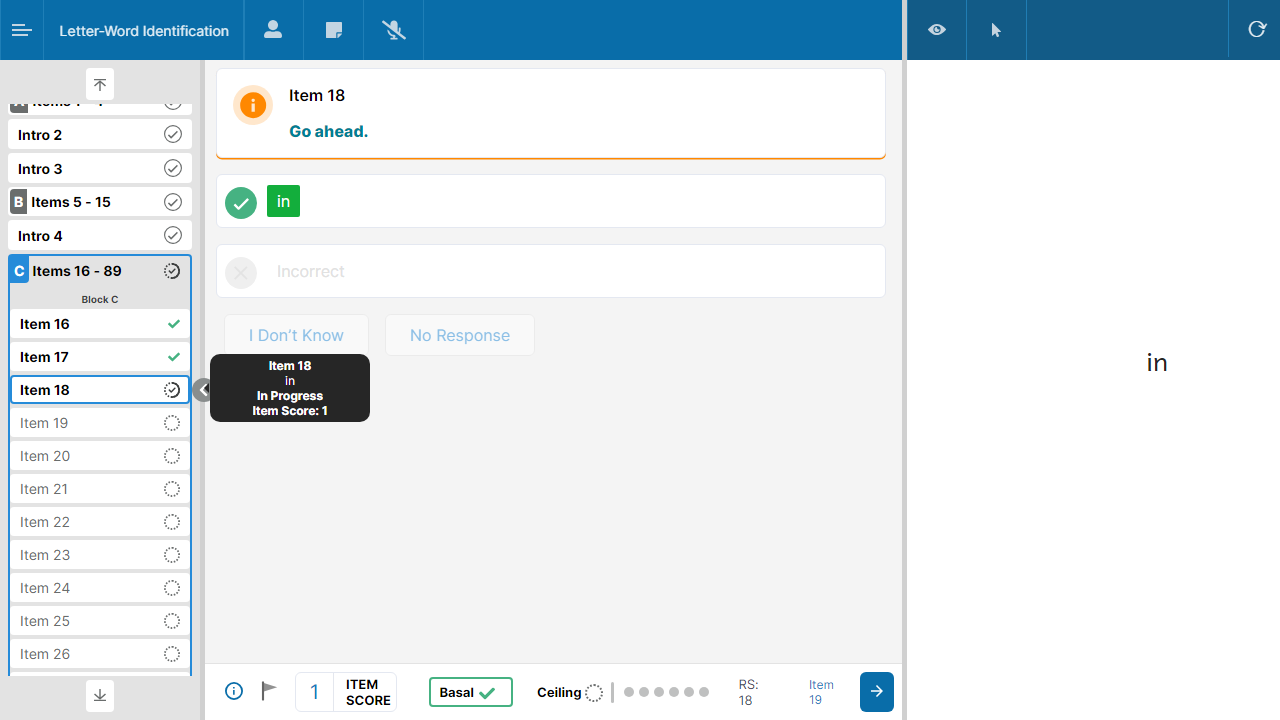 Letter-Word Identification
Intro 2
Intro 3
B Items 5 - 15
Intro 4
C Items 16 - 89
Block C
Item 16
Item 17
Item 18
Item 19
Item 20
Item 21
Item 22
Item 23
Item 24
Item 25
Item 26
Item 18
Go ahead.
in
Incorrect
I Don't Know
No Response
Item 18
in
In Progress
Item Score: 1
1 ITEM SCORE
Basal
Ceiling
RS: 18
Item 19
in